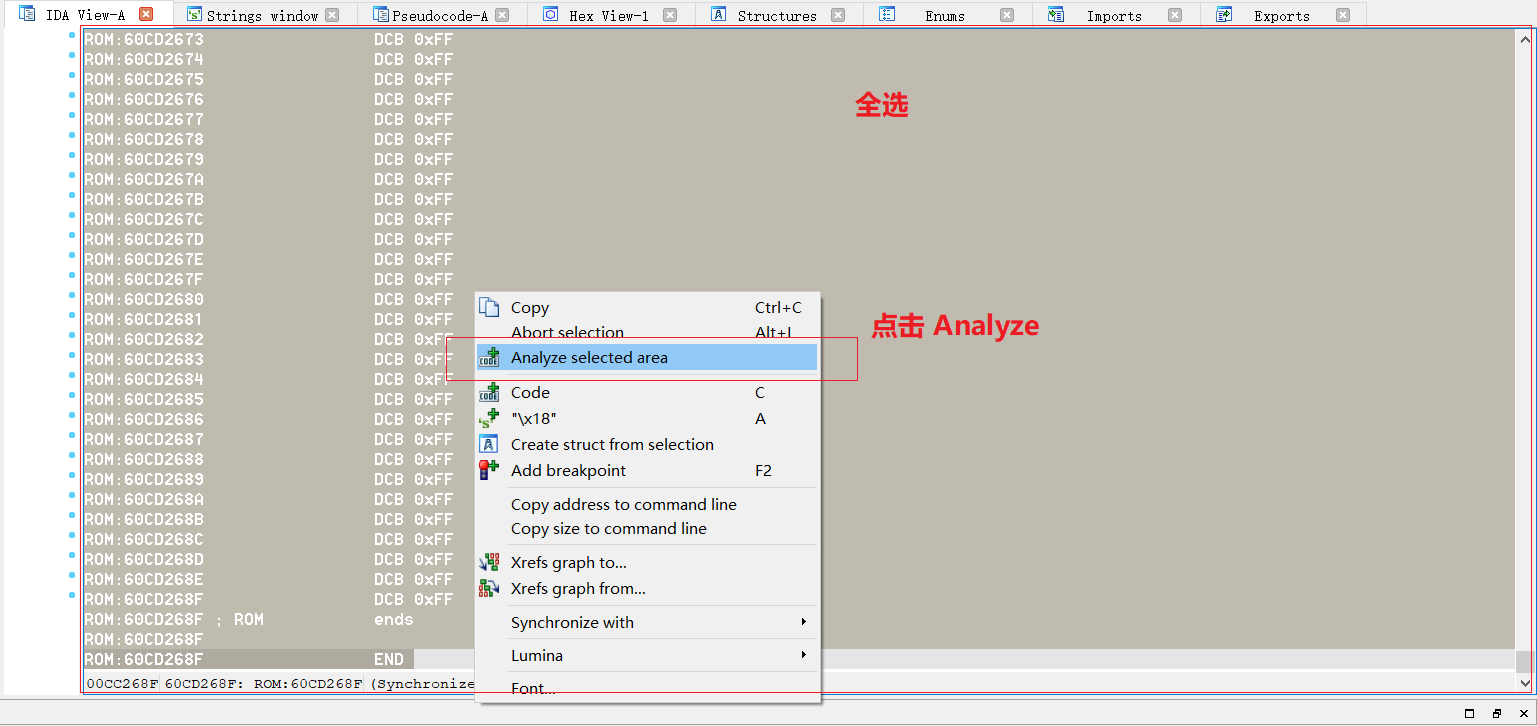 IDA View-A Strings window Pseudocode-A Hex View-1 Structures Enums Imports Exports
ROM:60CD2673 DCB 0xFF
ROM:60CD2674 DCB 0xFF
ROM:60CD2675 DCB 0xFF
ROM:60CD2676 DCB 0xFF
全选
ROM:60CD2677 DCB 0xFF
ROM:60CD2678 DCB 0xFF
ROM:60CD2679 DCB 0xFF
ROM:60CD267A DCB 0xFF
ROM:60CD267B DCB 0xFF
ROM:60CD267C DCB 0xFF
ROM:60CD267D DCB 0xFF
ROM:60CD267E DCB 0xFF
ROM:60CD267F DCB 0xFF
ROM:60CD2680 DCB 0xFF
ROM:60CD2681 DCB 0xFF
ROM:60CD2682 DCB 0xFF
ROM:60CD2683 DCB 0xFF
ROM:60CD2684 DCB 0xFF
ROM:60CD2685 DCB 0xFF
ROM:60CD2686 DCB 0xFF
ROM:60CD2687 DCB 0xFF
ROM:60CD2688 DCB 0xFF
ROM:60CD2689 DCB 0xFF
ROM:60CD268A DCB 0xFF
ROM:60CD268B DCB 0xFF
ROM:60CD268C DCB 0xFF
ROM:60CD268D DCB 0xFF
ROM:60CD268E DCB 0xFF
ROM:60CD268F DCB 0xFF
ROM:60CD268F ; ROM ends
ROM:60CD268F
ROM:60CD268F END
00CC268F 60CD268F: ROM:60CD268F (Synchronize
Copy Ctrl+C
Abort selection Alt+L
Analyze selected area
点击 Analyze
Code C
"\x18" A
Create struct from selection
Add breakpoint F2
Copy address to command line
Copy size to command line
Xrefs graph to...
Xrefs graph from...
Synchronize with
Lumina
Font...